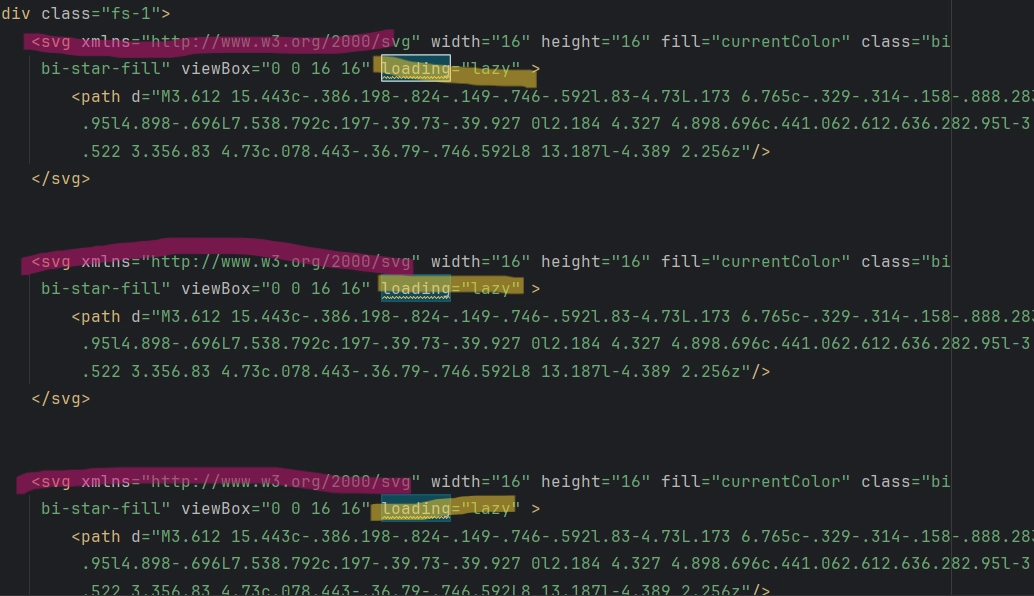 div class="fs-1">
<svg xmlns="http://www.w3.org/2000/svg" width="16" height="16" fill="currentColor" class="bi
bi-star-fill" viewBox="0 0 16 16" loading="lazy" >
<path d="M3.612 15.443c-.386.198-.824-.149-.746-.592l.83-4.73L.173 6.765c-.329-.314-.158-.888.283
.95l4.898-.696L7.538.792c.197-.39.73-.39.927 0l2.184 4.327 4.898.696c.441.062.612.636.282.95l-3
.522 3.356.83 4.73c.078.443-.36.79-.746.592L8 13.187l-4.389 2.256z"/>
</svg>
<svg xmlns="http://www.w3.org/2000/svg" width="16" height="16" fill="currentColor" class="bi
bi-star-fill" viewBox="0 0 16 16" loading="lazy" >
<path d="M3.612 15.443c-.386.198-.824-.149-.746-.592l.83-4.73L.173 6.765c-.329-.314-.158-.888.283
.95l4.898-.696L7.538.792c.197-.39.73-.39.927 0l2.184 4.327 4.898.696c.441.062.612.636.282.95l-3
.522 3.356.83 4.73c.078.443-.36.79-.746.592L8 13.187l-4.389 2.256z"/>
</svg>
<svg xmlns="http://www.w3.org/2000/svg" width="16" height="16" fill="currentColor" class="bi
bi-star-fill" viewBox="0 0 16 16" loading="lazy" >
<path d="M3.612 15.443c-.386.198-.824-.149-.746-.592l.83-4.73L.173 6.765c-.329-.314-.158-.888.283
.95l4.898-.696L7.538.792c.197-.39.73-.39.927 0l2.184 4.327 4.898.696c.441.062.612.636.282.95l-3
.522 3.356.83 4.73c.078.443-.36.79-.746.592L8 13.187l-4.389 2.256z"/>